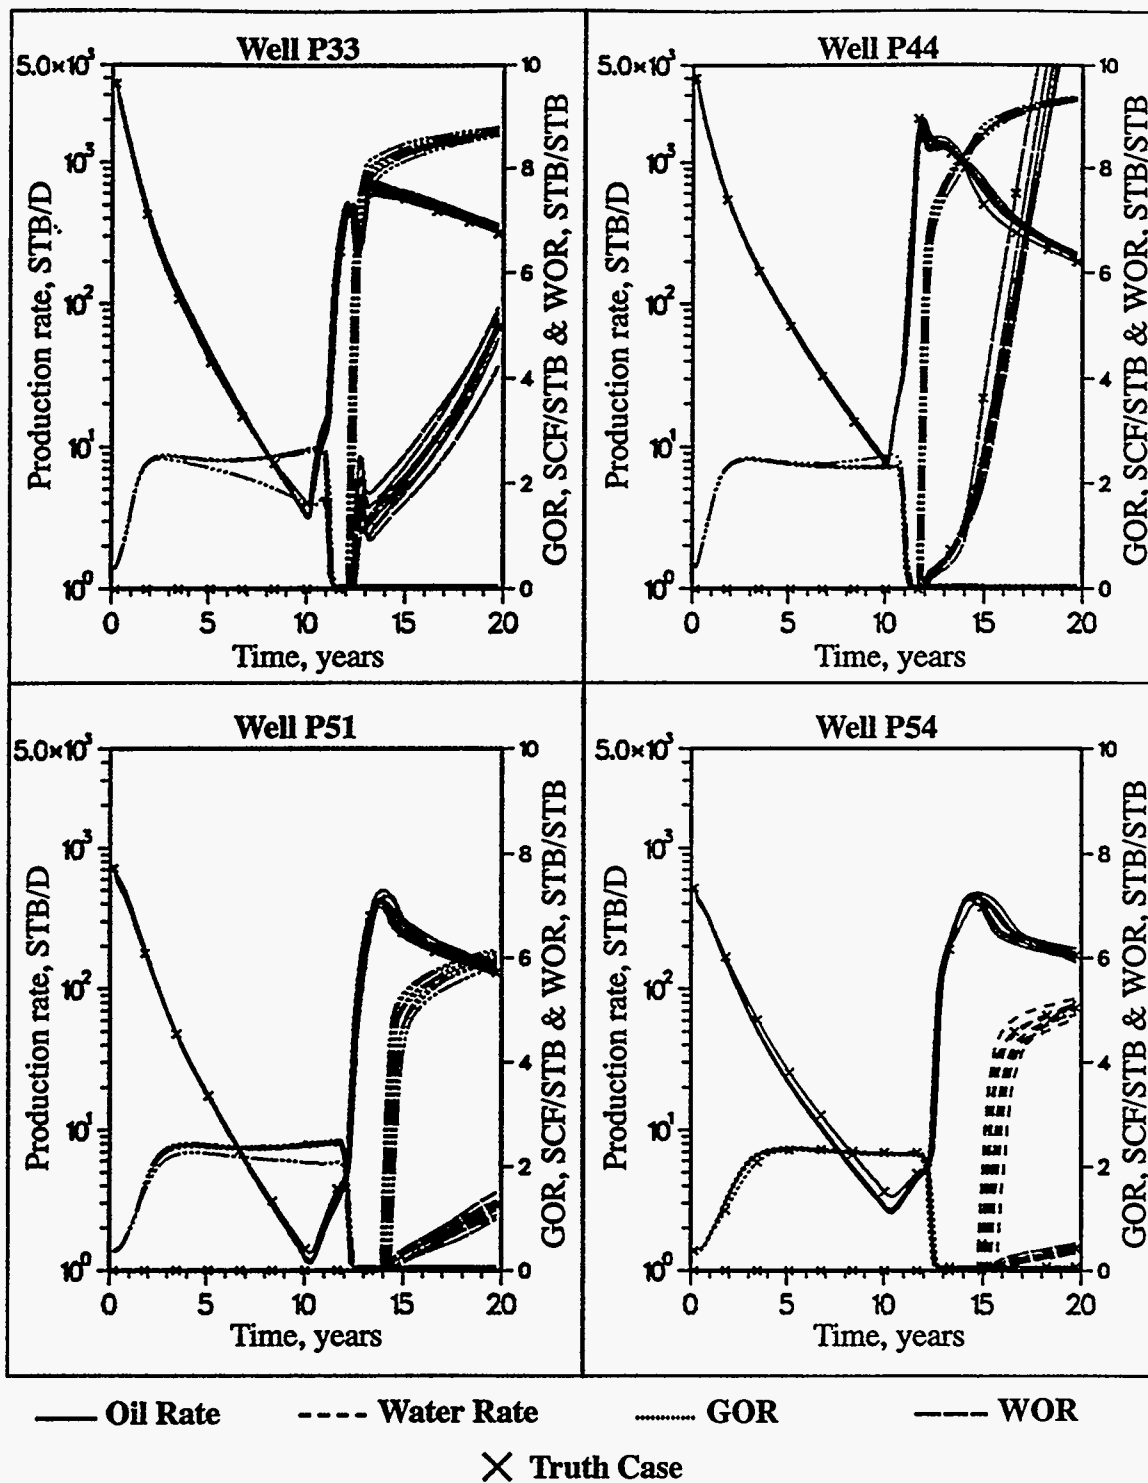 Well P33
5.0×10³
10³
10²
10¹
10⁰
Production rate, STB/D
10
8
6
4
2
0
GOR, SCF/STB & WOR, STB/STB
0 5 10 15 20
Time, years
Well P44
5.0×10³
10³
10²
10¹
10⁰
Production rate, STB/D
10
8
6
4
2
0
GOR, SCF/STB & WOR, STB/STB
0 5 10 15 20
Time, years
Well P51
5.0×10³
10³
10²
10¹
10⁰
Production rate, STB/D
10
8
6
4
2
0
GOR, SCF/STB & WOR, STB/STB
0 5 10 15 20
Time, years
Well P54
5.0×10³
10³
10²
10¹
10⁰
Production rate, STB/D
10
8
6
4
2
0
GOR, SCF/STB & WOR, STB/STB
0 5 10 15 20
Time, years
Oil Rate Water Rate GOR WOR
Truth Case